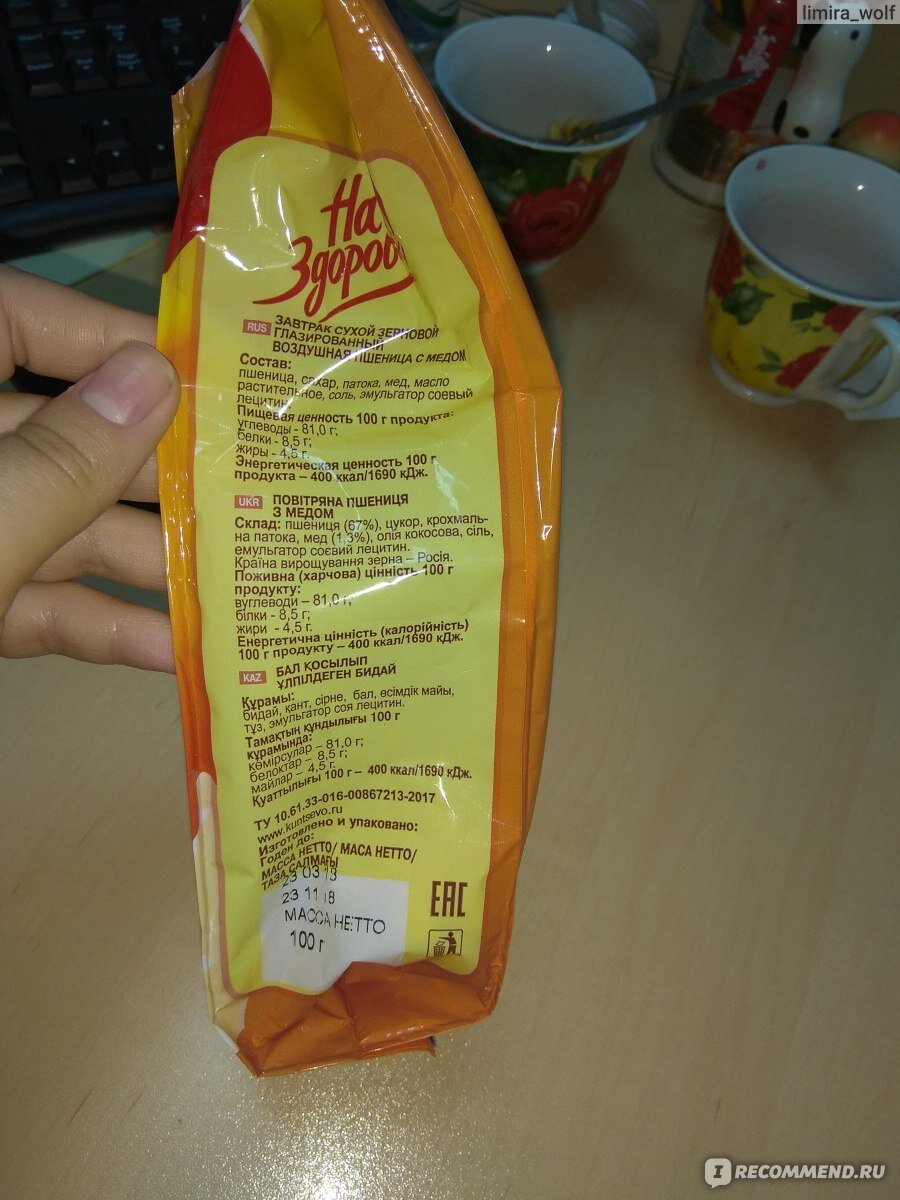 limira_wolf
На
Здоров
RUS ЗАВТРАК СУХОЙ ЗЕРНОВОЙ
ГЛАЗИРОВАННЫЙ
ВОЗДУШНАЯ ПШЕНИЦА С МЕДОМ
Состав:
пшеница, сахар, патока, мед, масло
растительное, соль, эмульгатор соевый
лецитин.
Пищевая ценность 100 г продукта:
углеводы - 81,0 г;
белки - 8,5 г;
жиры - 4,5 г.
Энергетическая ценность 100 г
продукта – 400 ккал/1690 кДж.
UKR ПОВІТРЯНА ПШЕНИЦЯ
З МЕДОМ
Склад: пшениця (67%), цукор, крохмаль-
на патока, мед (1,3%), олія кокосова, сіль,
емульгатор соєвий лецитин.
Країна вирощування зерна – Росія.
Поживна (харчова) цінність 100 г
продукту:
вуглеводи – 81,0 г;
білки - 8,5 г;
жири - 4,5 г.
Енергетична цінність (калорійність)
100 г продукту – 400 ккал/1690 кДж.
KAZ БАЛ ҚОСЫЛЫП
ҮЛПІЛДЕГЕН БИДАЙ
Құрамы:
бидай, қант, сірне, бал, өсімдік майы,
тұз, эмульгатор соя лецитин.
Тамақтың құндылығы 100 г
құрамында:
көмірсулар – 81,0 г;
белоктар – 8,5 г;
майлар – 4,5 г.
Қуаттылығы 100 г – 400 ккал/1690 кДж.
ТУ 10.61.33-016-00867213-2017
www.kuntsevo.ru
Изготовлено и упаковано:
Годен до:
МАССА НЕТТО/ МАСА НЕТТО/
ТАЗА САЛМАҒЫ
23 03 18
23 11 18
МАССА НЕТТО
100 г
EAC
IRECOMMEND.RU